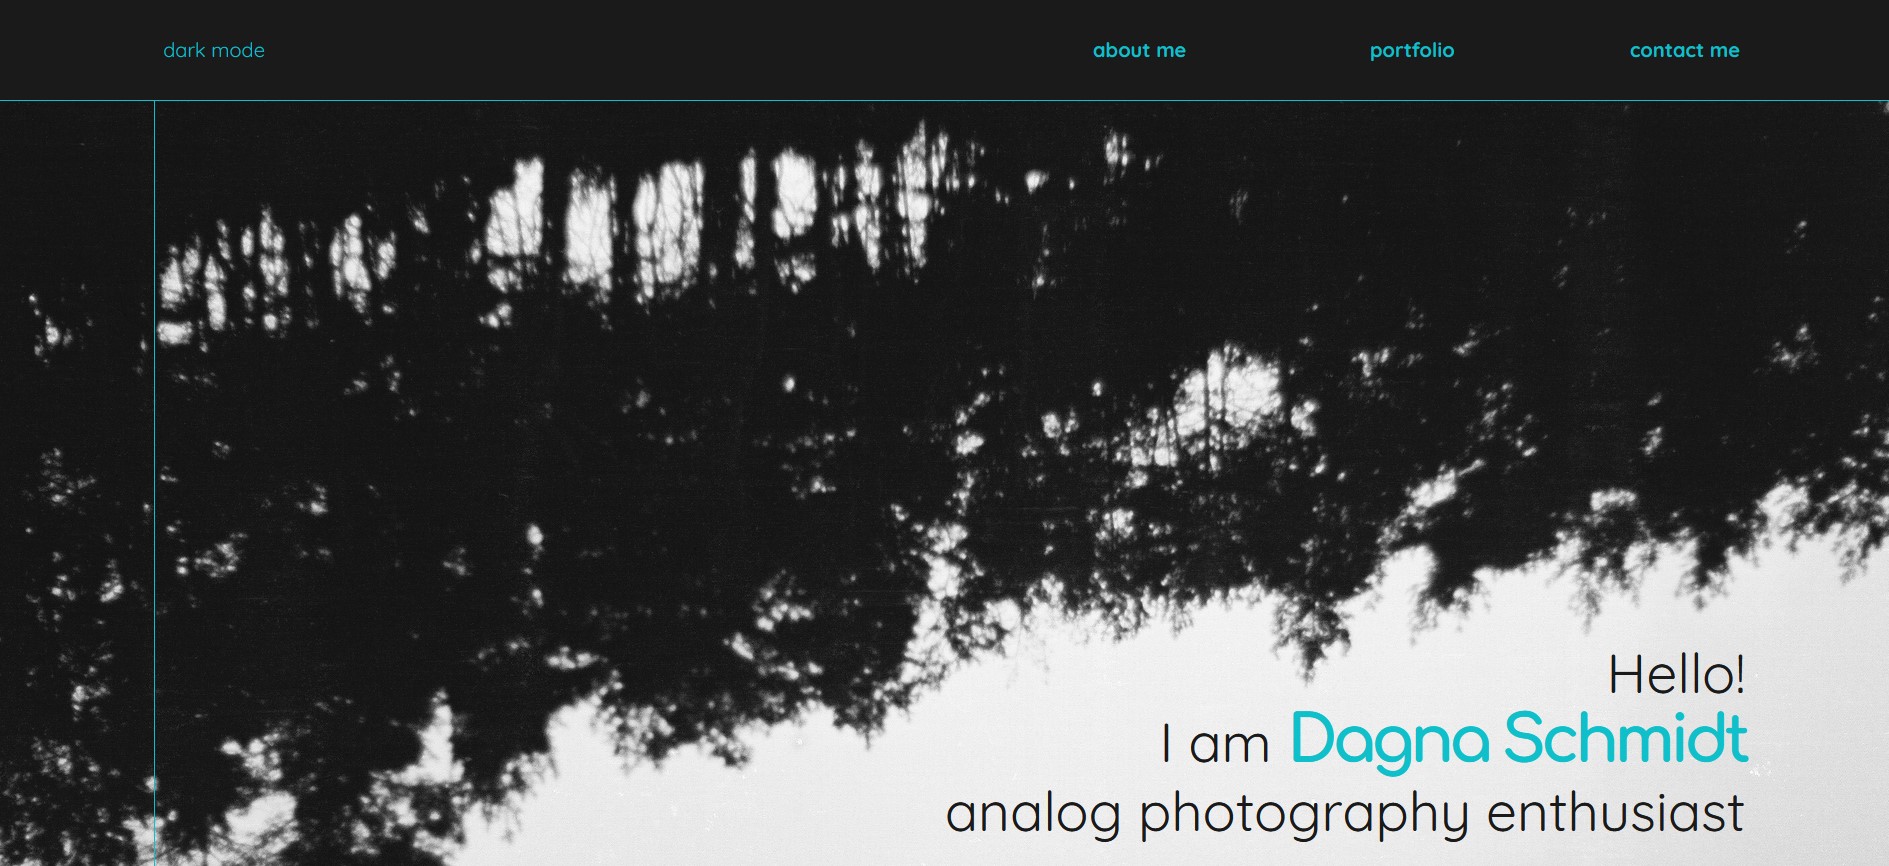 dark mode
about me
portfolio
contact me
Hello!
I am Dagna Schmidt
analog photography enthusiast